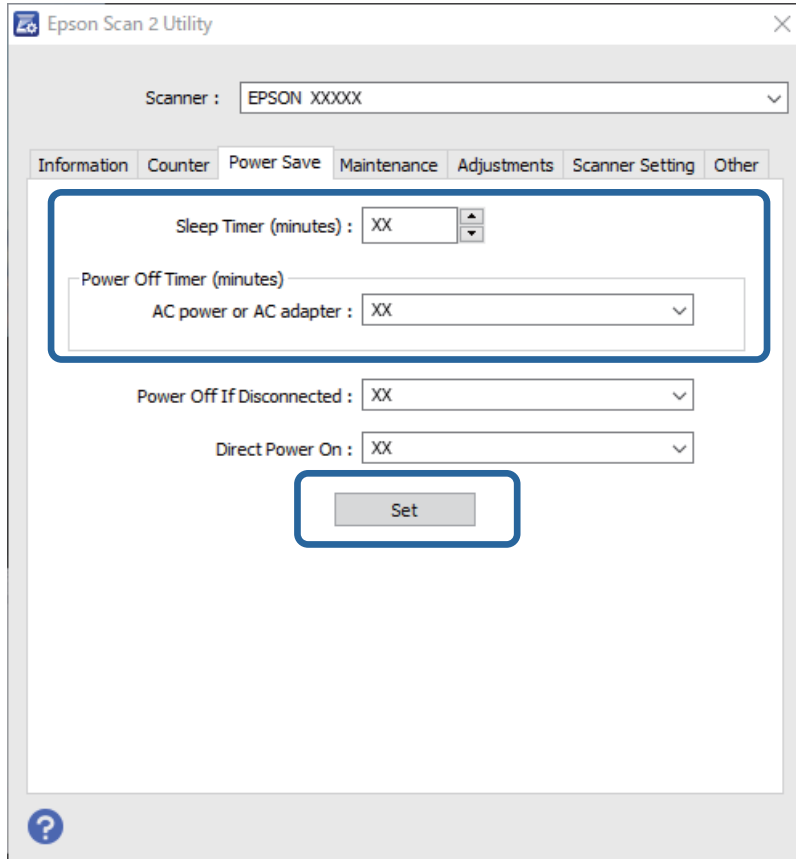 Epson Scan 2 Utility
Scanner : EPSON XXXXX
Information Counter Power Save Maintenance Adjustments Scanner Setting Other
Sleep Timer (minutes) : XX
Power Off Timer (minutes)
AC power or AC adapter : XX
Power Off If Disconnected : XX
Direct Power On : XX
Set
?